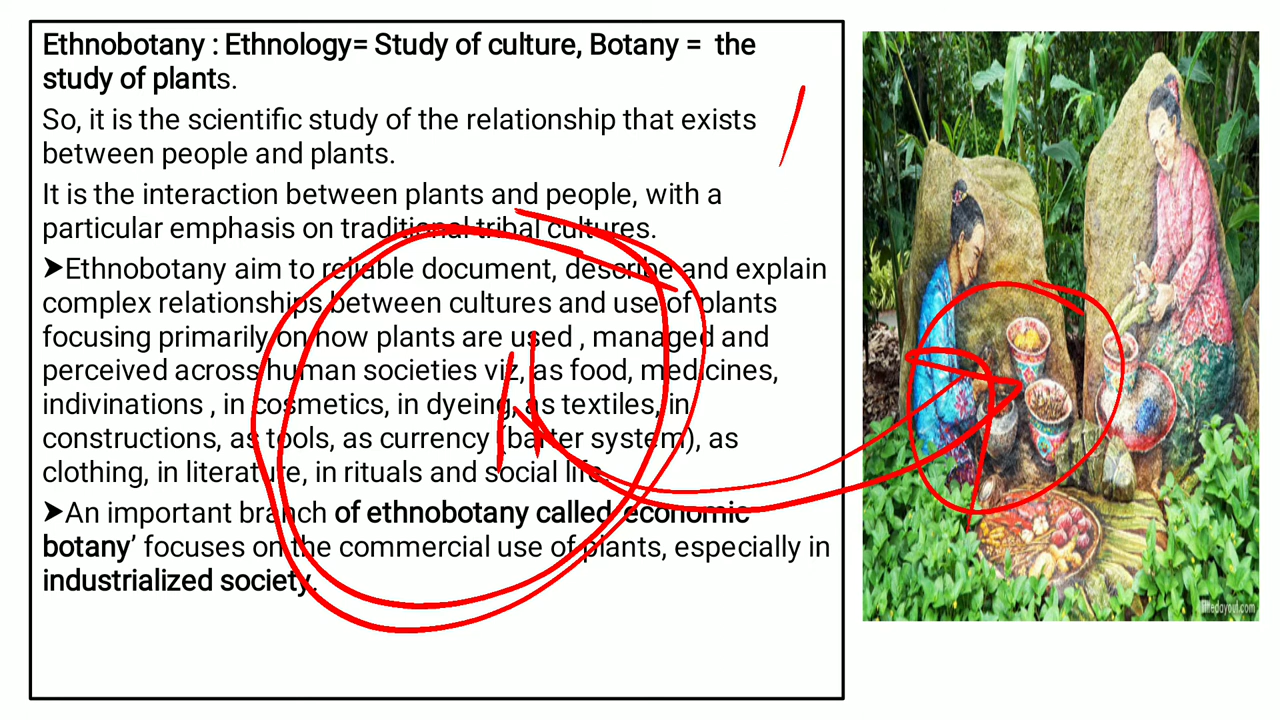 Ethnobotany : Ethnology= Study of culture, Botany = the
study of plants.
So, it is the scientific study of the relationship that exists
between people and plants.
It is the interaction between plants and people, with a
particular emphasis on traditional tribal cultures.
➤Ethnobotany aim to reliable document, describe and explain
complex relationships between cultures and use of plants
focusing primarily on how plants are used , managed and
perceived across human societies viz, as food, medicines,
indivinations , in cosmetics, in dyeing, as textiles, in
constructions, as tools, as currency (barter system), as
clothing, in literature, in rituals and social life.
➤An important branch of ethnobotany called 'economic
botany’ focuses on the commercial use of plants, especially in
industrialized society.
littledayout.com